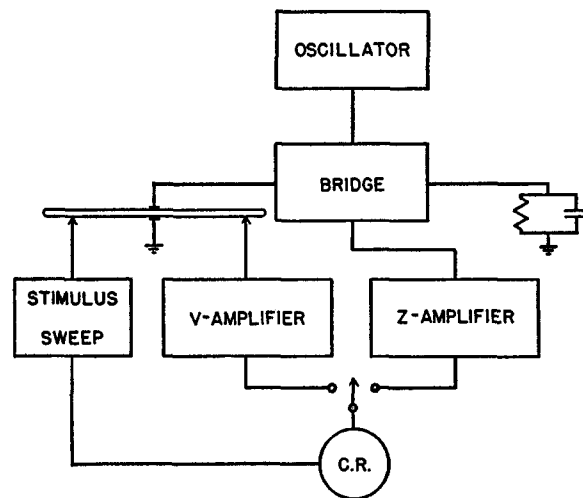 OSCILLATOR
BRIDGE
STIMULUS
SWEEP
V-AMPLIFIER
Z-AMPLIFIER
C.R.